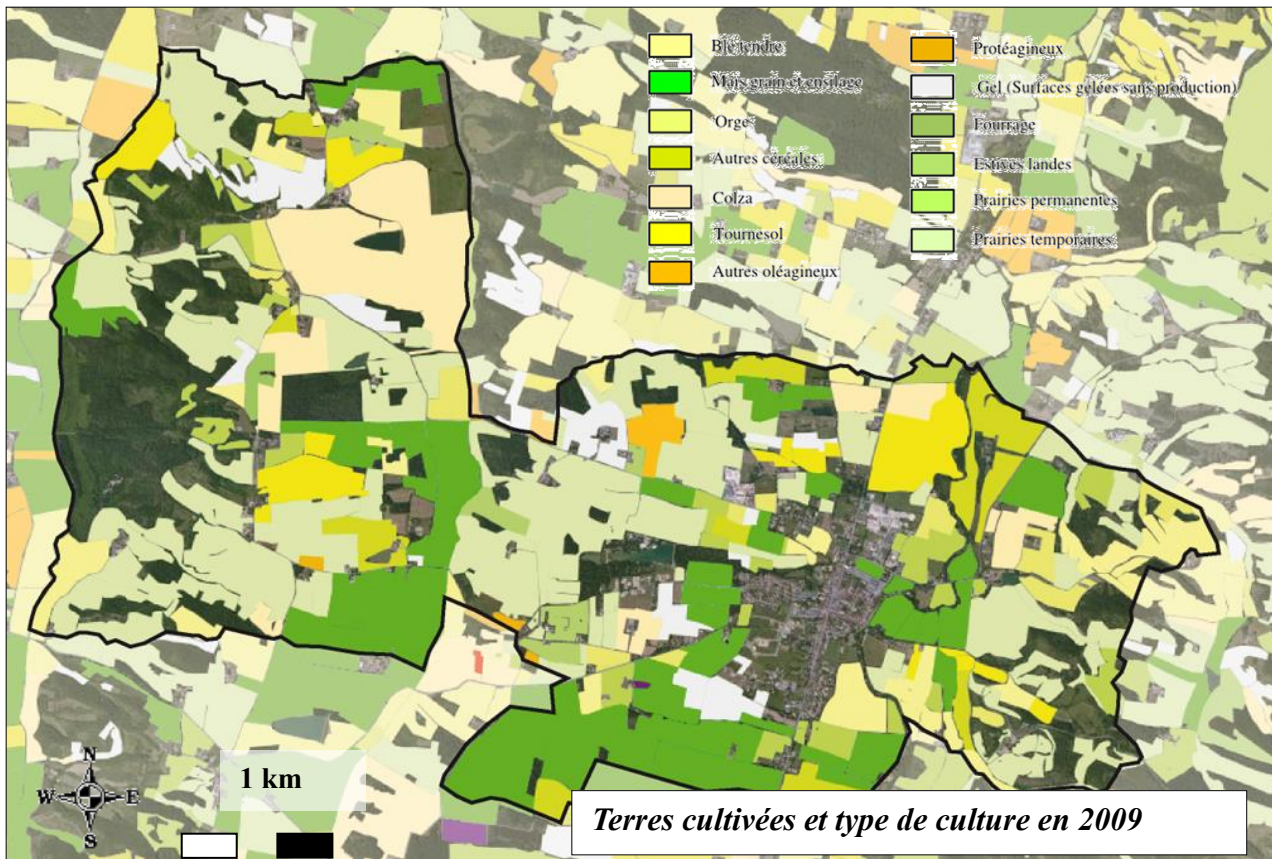 Blé tendre
Maïs grain et ensilage
Orge
Autres céréales
Colza
Tournesol
Autres oléagineux
Protéagineux
Gel (Surfaces gelées sans production)
Fourrage
Estives landes
Prairies permanentes
Prairies temporaires
N
W E
S
1 km
Terres cultivées et type de culture en 2009